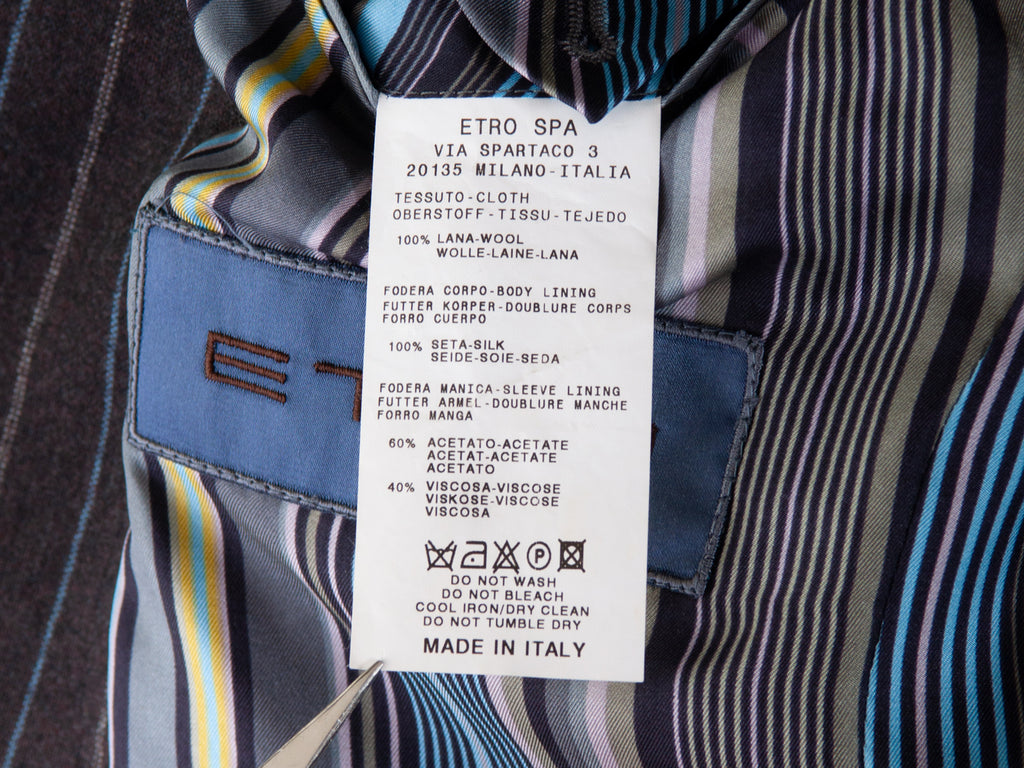 ETRO SPA
VIA SPARTACO 3
20135 MILANO-ITALIA
TESSUTO-CLOTH
OBERSTOFF-TISSU-TEJEDO
100% LANA-WOOL
WOLLE-LAINE-LANA
FODERA CORPO-BODY LINING
FUTTER KORPER-DOUBLURE CORPS
FORRO CUERPO
100% SETA-SILK
SEIDE-SOIE-SEDA
FODERA MANICA-SLEEVE LINING
FUTTER ARMEL-DOUBLURE MANCHE
FORRO MANGA
60% ACETATO-ACETATE
ACETAT-ACETATE
ACETATO
40% VISCOSA-VISCOSE
VISKOSE-VISCOSE
VISCOSA
P
DO NOT WASH
DO NOT BLEACH
COOL IRON/DRY CLEAN
DO NOT TUMBLE DRY
MADE IN ITALY